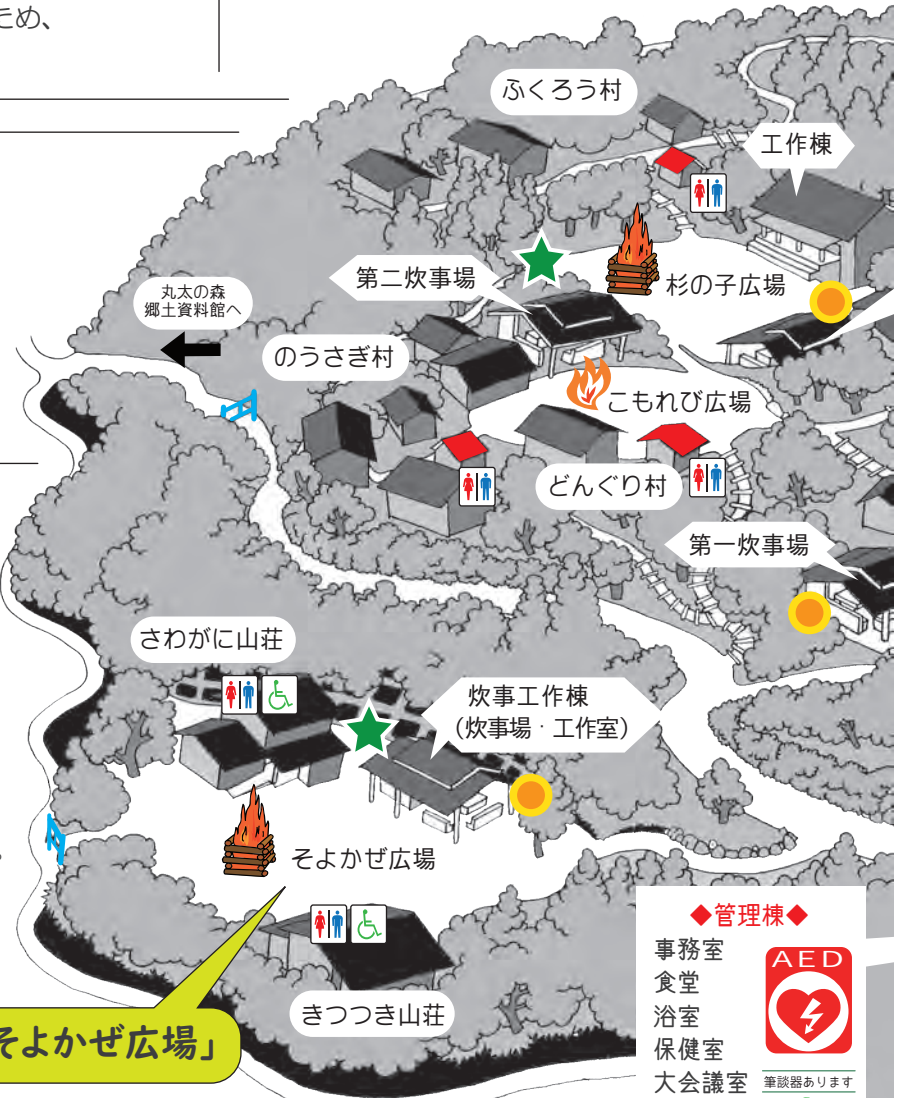 ため、
ふくろう村
工作棟
第二炊事場
杉の子広場
丸太の森
郷土資料館へ
のうさぎ村
こもれび広場
どんぐり村
第一炊事場
さわがに山荘
炊事工作棟
(炊事場・工作室)
そよかぜ広場
きつつき山荘
そよかぜ広場」
◆管理棟◆
事務室
食堂
浴室
保健室
大会議室
AED
筆談器あります